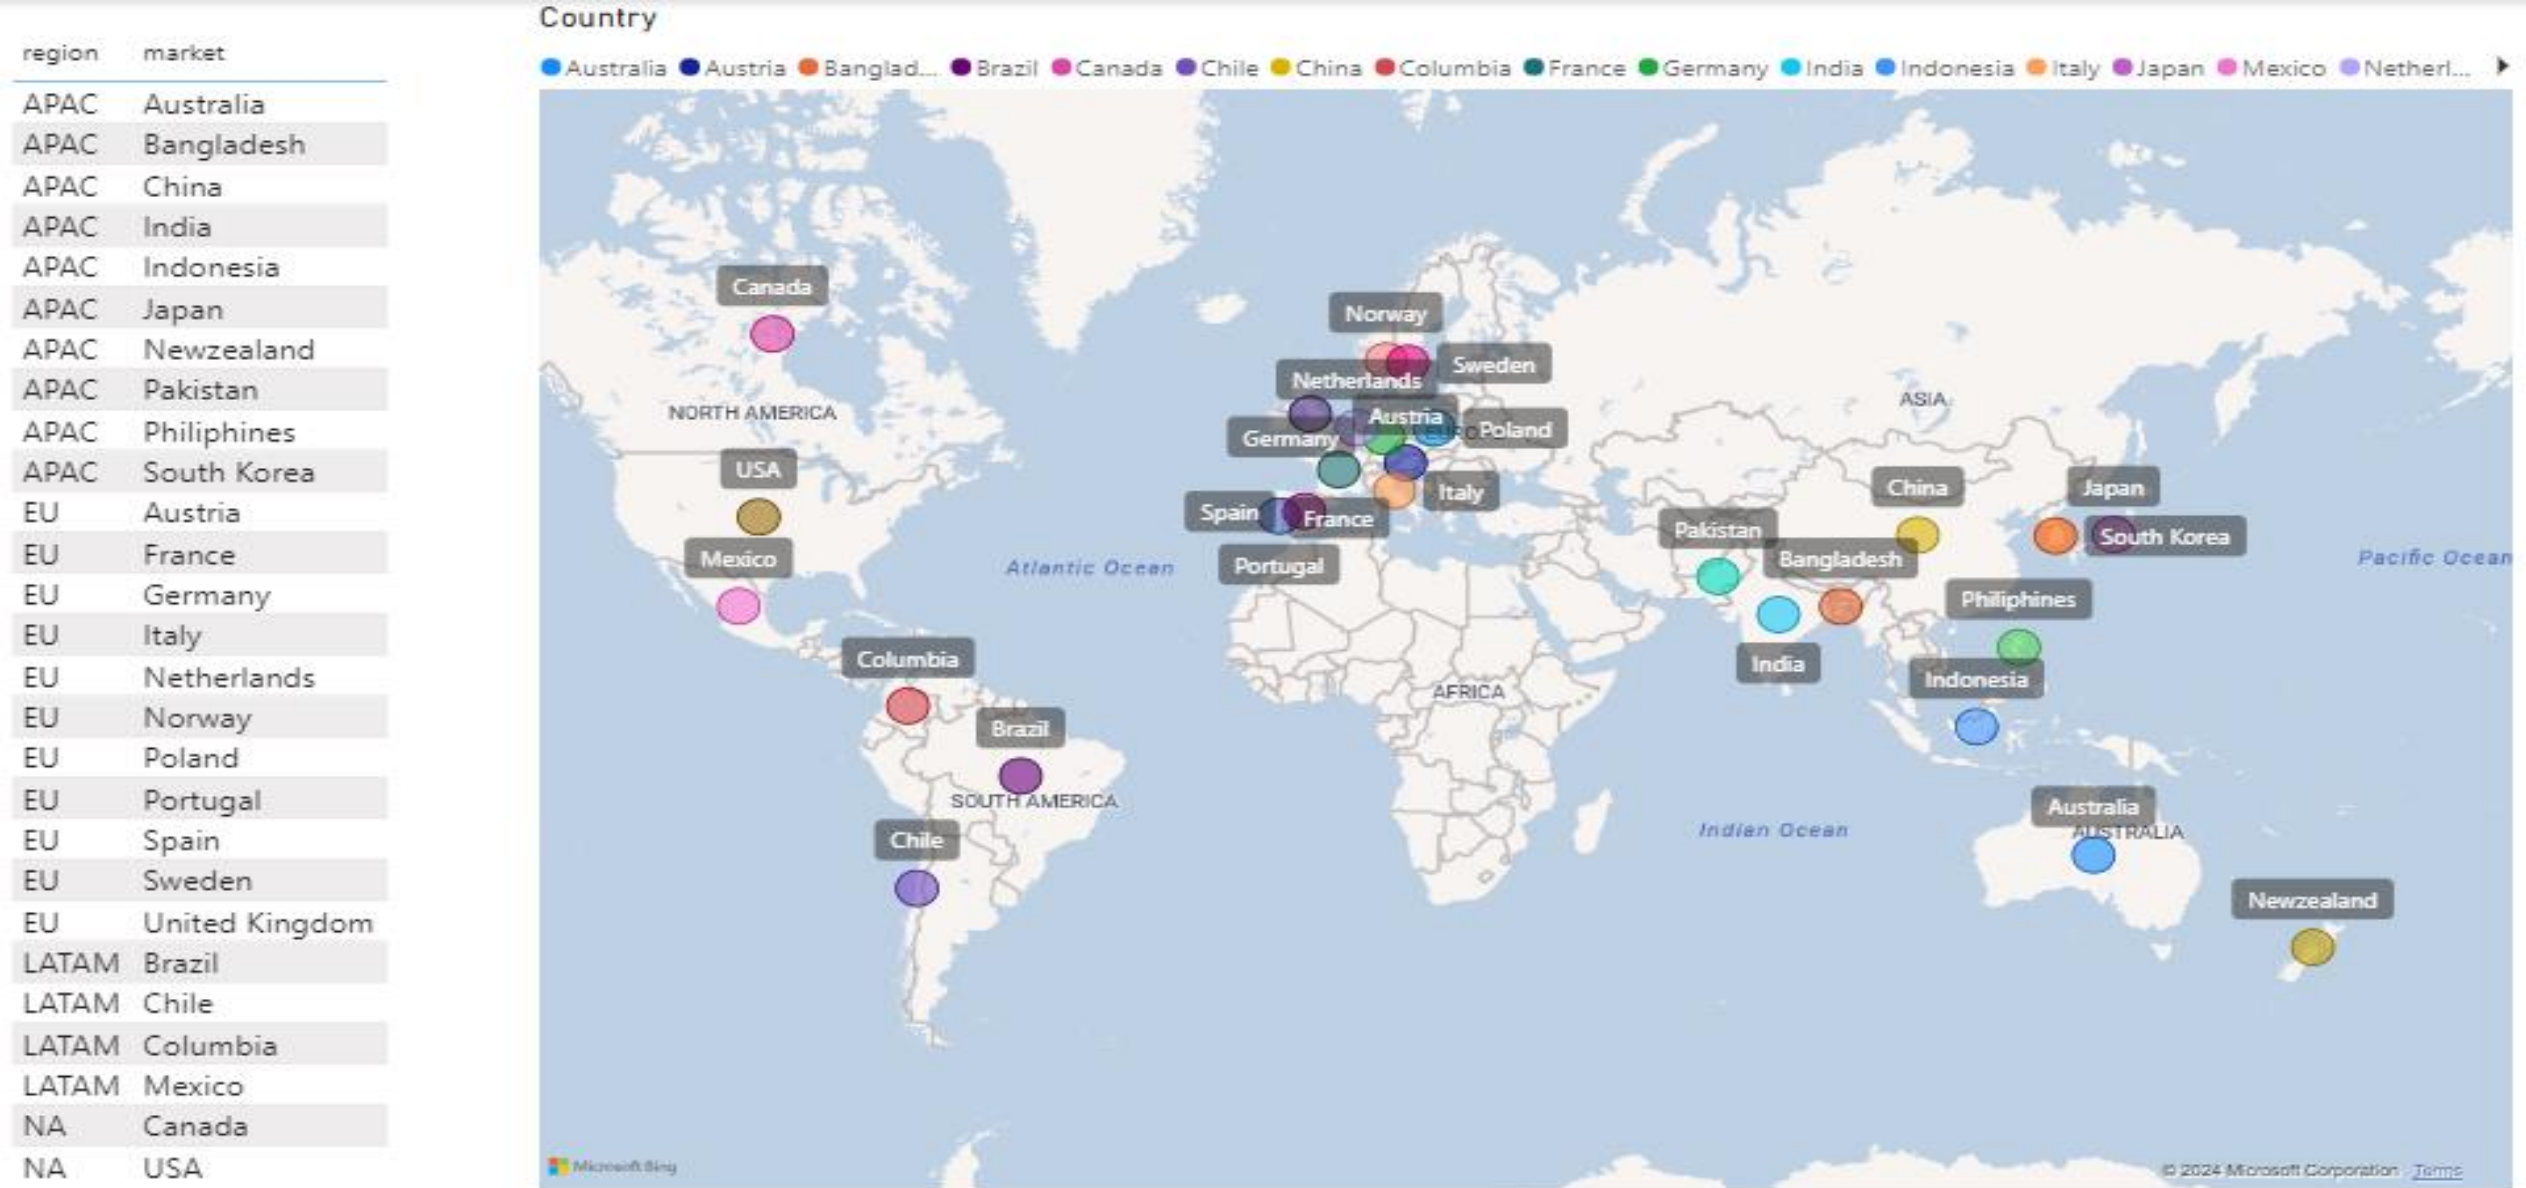 Country
region market
Australia Austria Banglad... Brazil Canada Chile China Columbia France Germany India Indonesia Italy Japan Mexico Netherl...
APAC Australia
APAC Bangladesh
APAC China
APAC India
APAC Indonesia
APAC Japan
APAC Newzealand
APAC Pakistan
APAC Philiphines
APAC South Korea
EU Austria
EU France
EU Germany
EU Italy
EU Netherlands
EU Norway
EU Poland
EU Portugal
EU Spain
EU Sweden
EU United Kingdom
LATAM Brazil
LATAM Chile
LATAM Columbia
LATAM Mexico
NA Canada
NA USA
Canada
Norway
Sweden
Netherlands
NORTH AMERICA
ASIA
Austria
Germany
Poland
USA
Italy
China
Japan
Spain
France
Pakistan
South Korea
Mexico
Atlantic Ocean
Portugal
Bangladesh
Pacific Ocean
Philiphines
Columbia
India
Indonesia
AFRICA
Brazil
SOUTH AMERICA
Australia
Indian Ocean
AUSTRALIA
Chile
Newzealand
Microsoft Bing
© 2024 Microsoft Corporation Terms